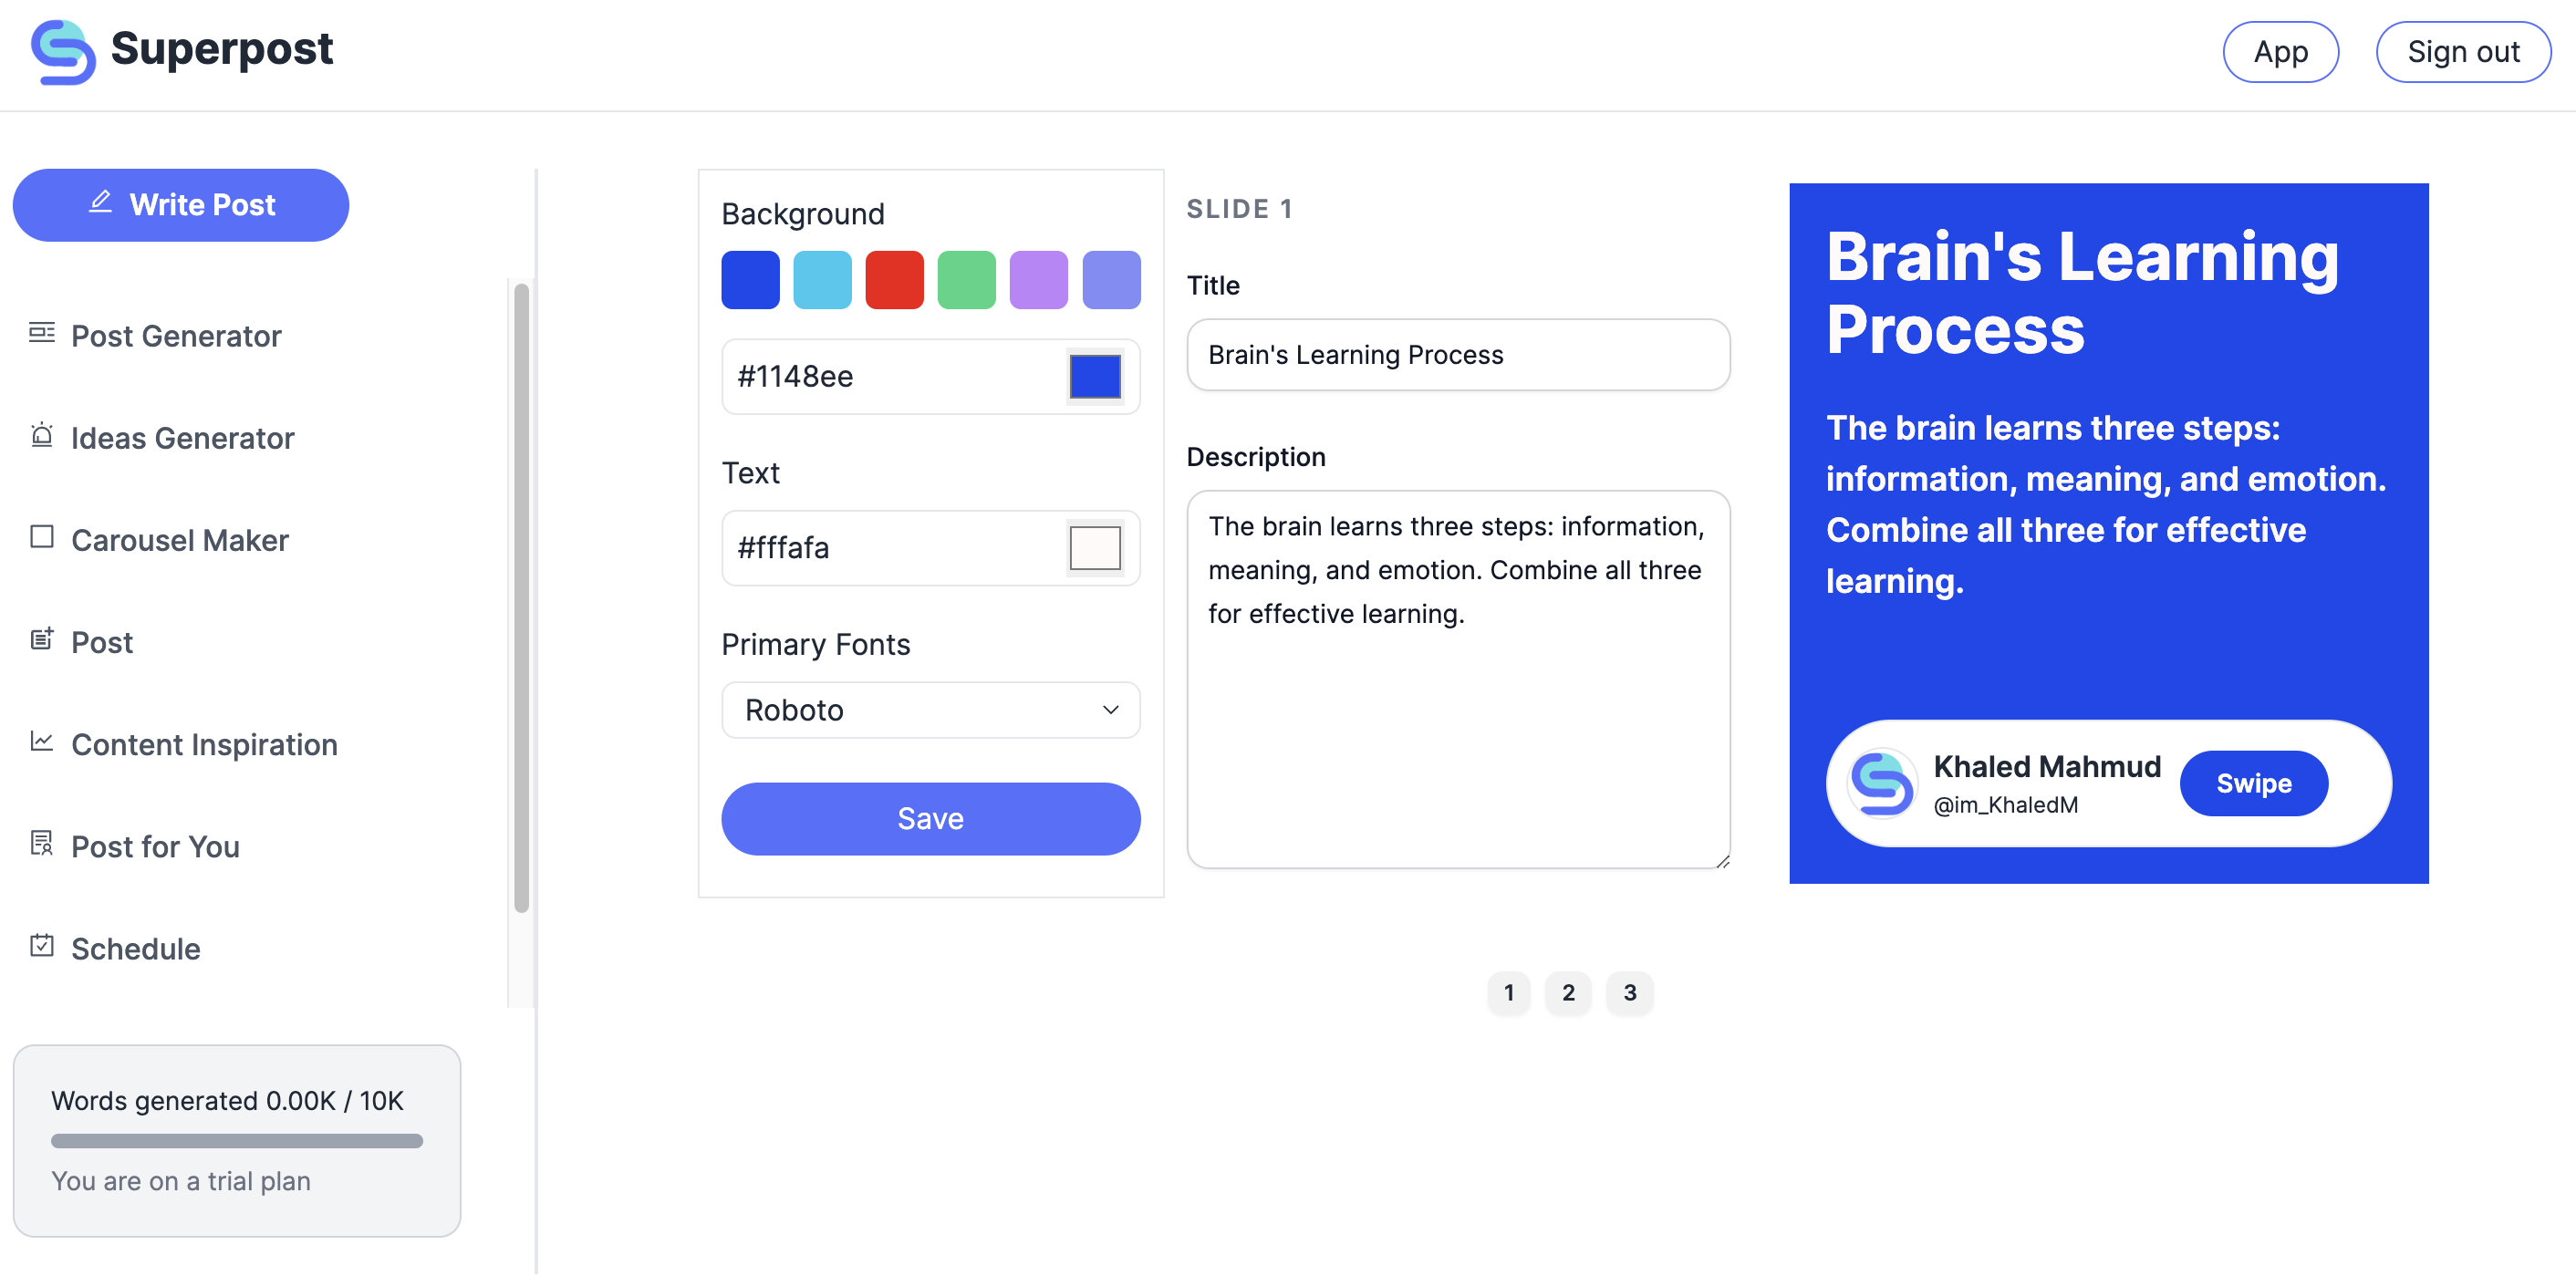 Superpost
App
Sign out
Write Post
Post Generator
Ideas Generator
Carousel Maker
Post
Content Inspiration
Post for You
Schedule
Words generated 0.00K / 10K
You are on a trial plan
Background
#1148ee
Text
#fffafa
Primary Fonts
Roboto
Save
SLIDE 1
Title
Brain's Learning Process
Description
The brain learns three steps: information,
meaning, and emotion. Combine all three
for effective learning.
Brain's Learning
Process
The brain learns three steps:
information, meaning, and emotion.
Combine all three for effective
learning.
Khaled Mahmud
@im_KhaledM
Swipe
1 2 3